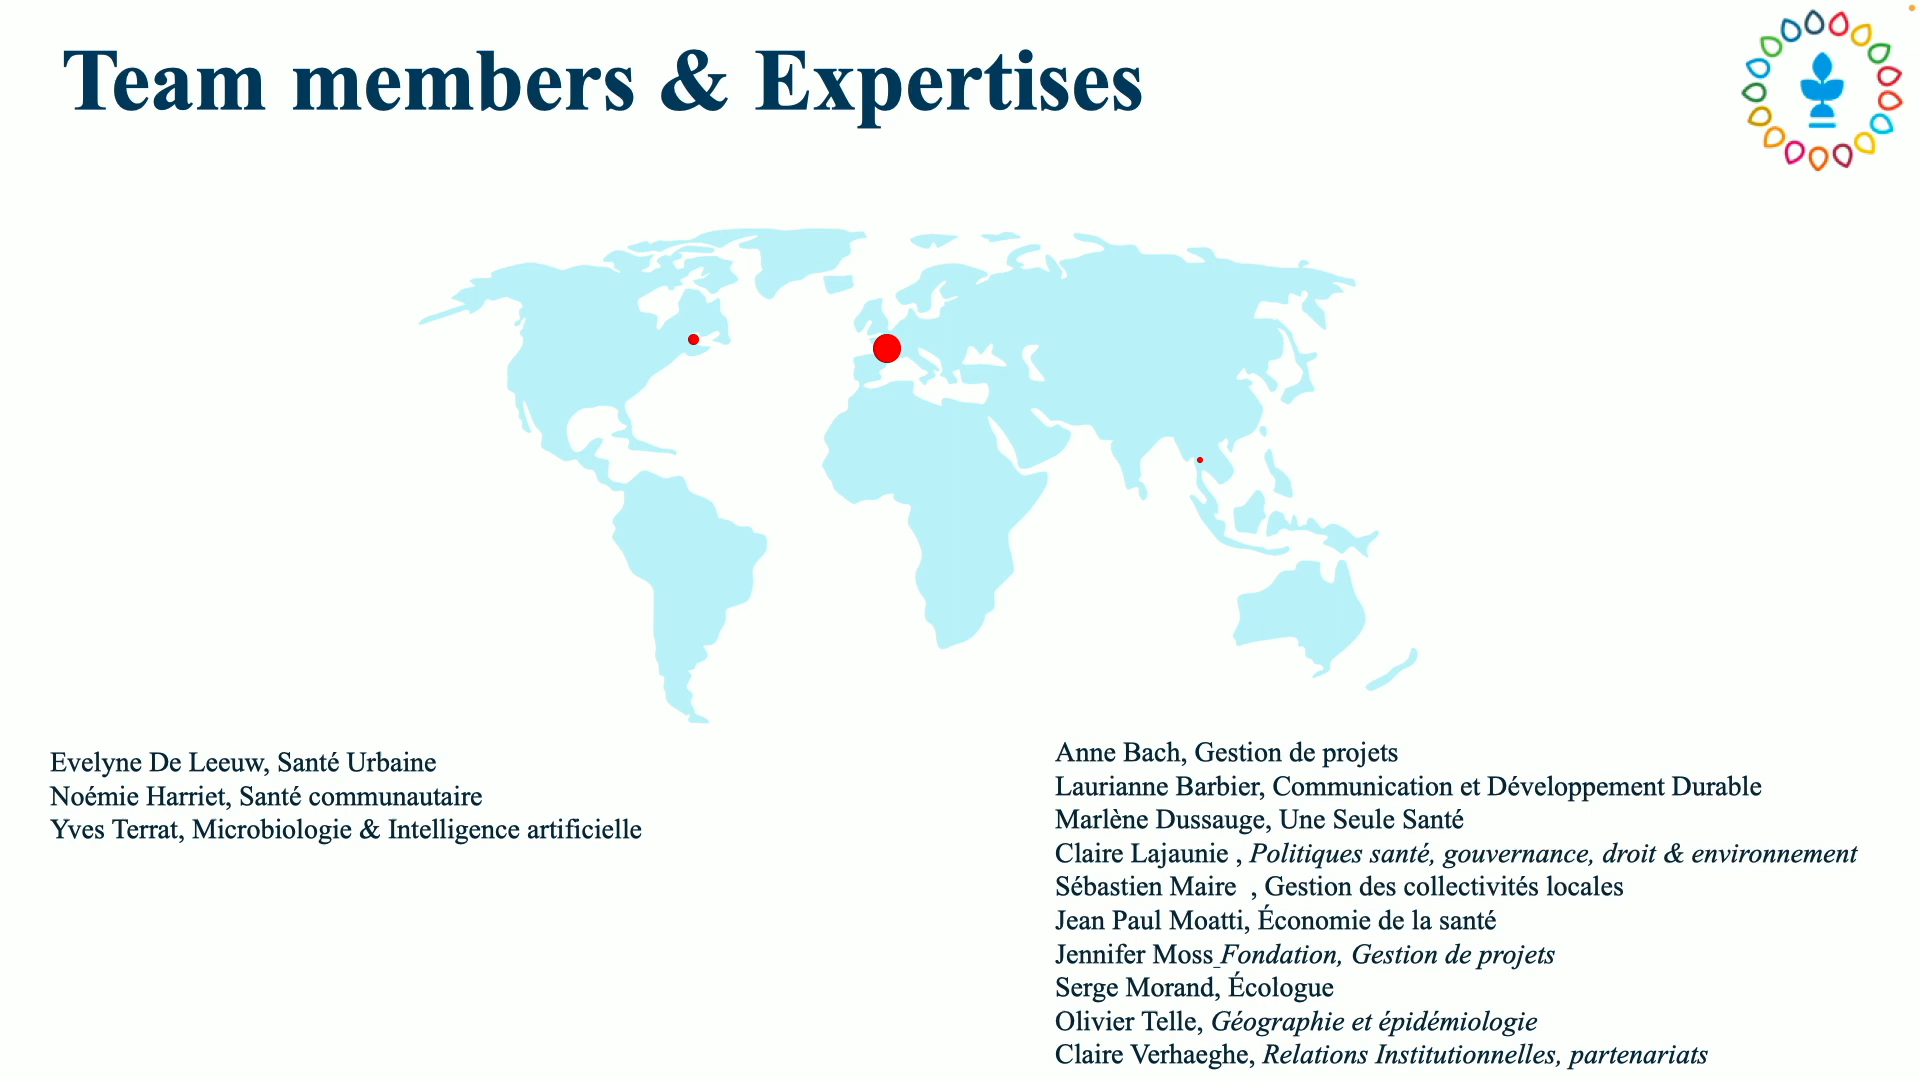 Team members & Expertises
Evelyne De Leeuw, Santé Urbaine
Noémie Harriet, Santé communautaire
Yves Terrat, Microbiologie & Intelligence artificielle
Anne Bach, Gestion de projets
Laurianne Barbier, Communication et Développement Durable
Marlène Dussauge, Une Seule Santé
Claire Lajaunie , Politiques santé, gouvernance, droit & environnement
Sébastien Maire  , Gestion des collectivités locales
Jean Paul Moatti, Économie de la santé
Jennifer Moss Fondation, Gestion de projets
Serge Morand, Écologue
Olivier Telle, Géographie et épidémiologie
Claire Verhaeghe, Relations Institutionnelles, partenariats